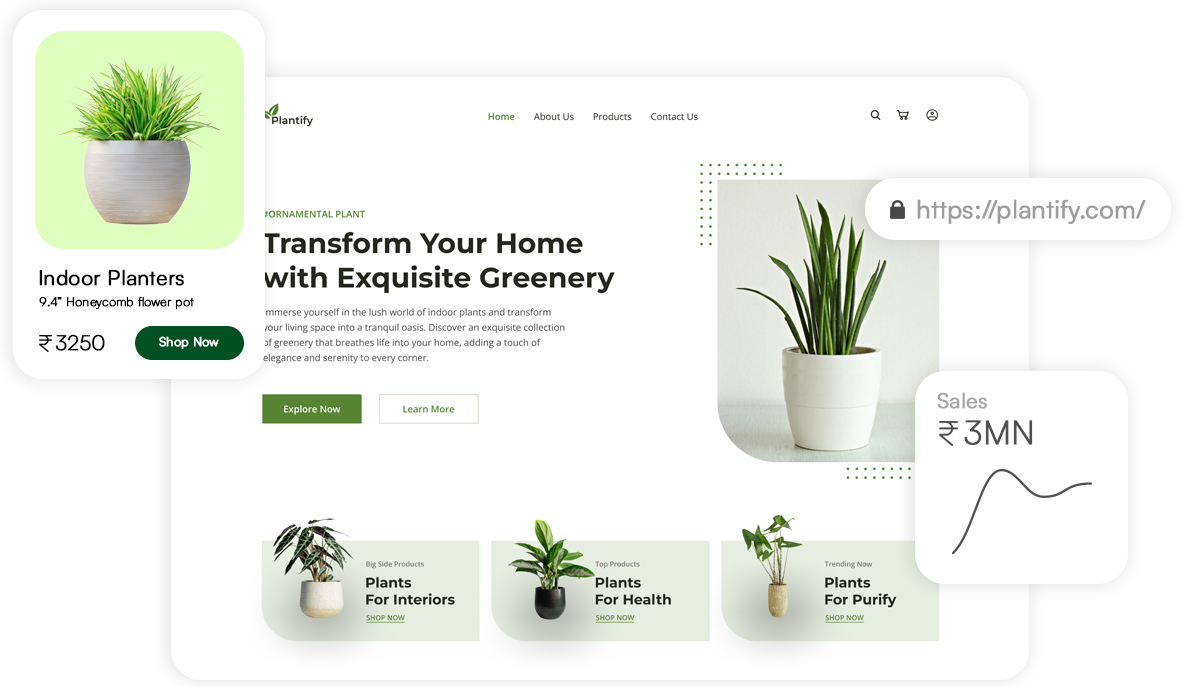 Indoor Planters
9.4” Honeycomb flower pot
₹ 3250
Shop Now
Plantify
Home About Us Products Contact Us
https://plantify.com/
#ORNAMENTAL PLANT
Transform Your Home
with Exquisite Greenery
Immerse yourself in the lush world of indoor plants and transform
your living space into a tranquil oasis. Discover an exquisite collection
of greenery that breathes life into your home, adding a touch of
elegance and serenity to every corner.
Explore Now Learn More
Sales
₹ 3MN
Big Side Products
Plants
For Interiors
SHOP NOW
Top Products
Plants
For Health
SHOP NOW
Trending Now
Plants
For Purify
SHOP NOW